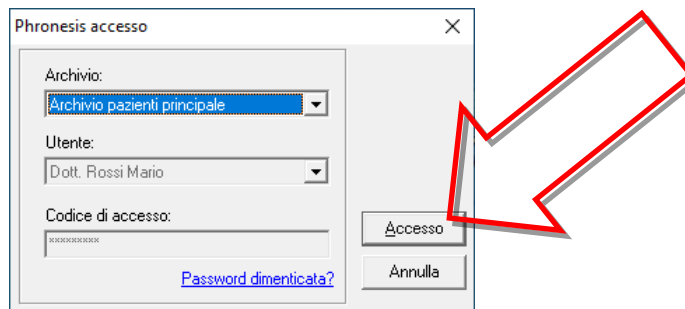 Phronesis accesso
Archivio:
Archivio pazienti principale
Utente:
Dott. Rossi Mario
Codice di accesso:
×××××××××
Accesso
Password dimenticata?
Annulla